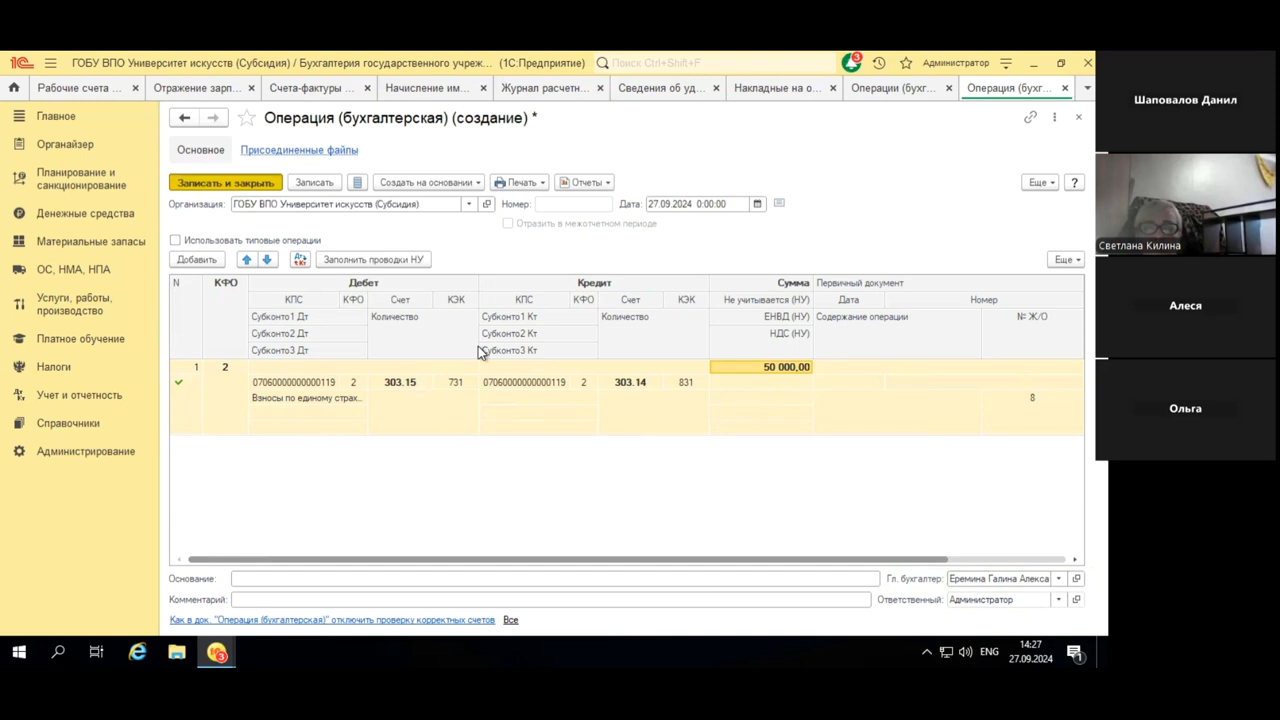 1С ГОБУ ВПО Университет искусств (Субсидия) / Бухгалтерия государственного учреж... (1С:Предприятие) Поиск Ctrl+Shift+F 3 Администратор
Рабочие счета ... Отражение зарп... Счета-фактуры ... Начисление им... Журнал расчетн... Сведения об уд... Накладные на о... Операции (бухг... Операция (бухг...
Главное
Органайзер
Планирование и
санкционирование
Денежные средства
Материальные запасы
ОС, НМА, НПА
Услуги, работы,
производство
Платное обучение
Налоги
Учет и отчетность
Справочники
Администрирование
Операция (бухгалтерская) (создание) *
Основное Присоединенные файлы
Записать и закрыть Записать Создать на основании Печать Отчеты Еще ?
Организация: ГОБУ ВПО Университет искусств (Субсидия) Номер: Дата: 27.09.2024 0:00:00
Отразить в межотчетном периоде
Использовать типовые операции
Добавить Дт Кт Заполнить проводки НУ Еще
N КФО Дебет Кредит Сумма Первичный документ
КПС КФО Счет КЭК КПС КФО Счет КЭК Не учитывается (НУ) Дата Номер
Субконто1 Дт Количество Субконто1 Кт Количество ЕНВД (НУ) Содержание операции № Ж/О
Субконто2 Дт Субконто2 Кт НДС (НУ)
Субконто3 Дт Субконто3 Кт
1 2 50 000,00
07060000000000119 2 303.15 731 07060000000000119 2 303.14 831
Взносы по единому страх... 8
Основание: Гл. бухгалтер: Еремина Галина Алекса
Комментарий: Ответственный: Администратор
Как в док. "Операция (бухгалтерская)" отключить проверку корректных счетов Все
3 ENG 14:27
27.09.2024 1
Шаповалов Данил
Светлана Килина
Алеся
Ольга